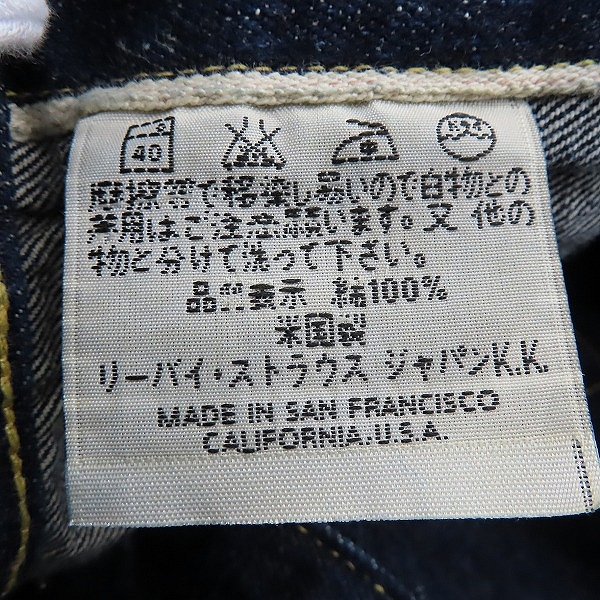 40
摩擦等で移染し易いので白物との
兼用はご注意願います。又 他の
物と分けて洗って下さい。
品質表示 綿100%
米国製
リーバイ・ストラウス ジャパンK.K.
MADE IN SAN FRANCISCO
CALIFORNIA.U.S.A.